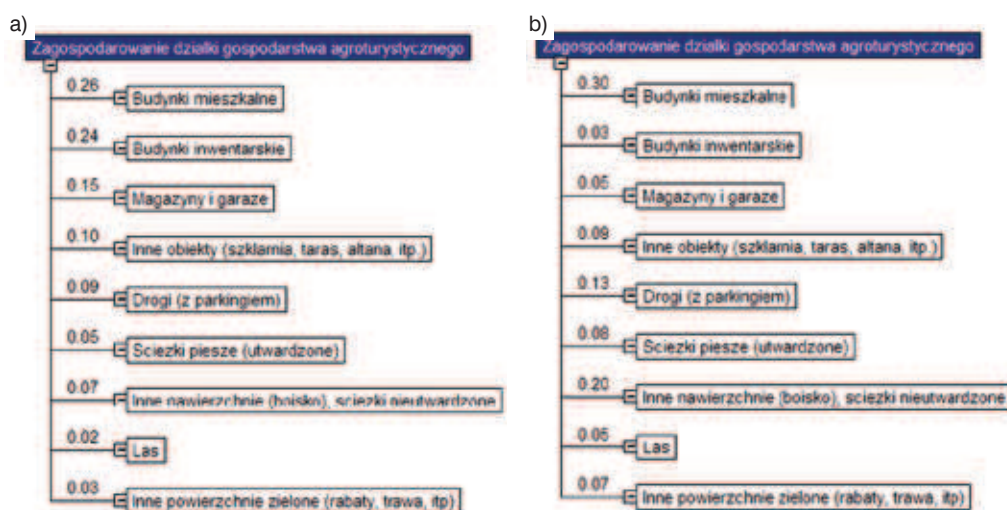 a)
Zagospodarowanie dzialki gospodarstwa agroturystycznego
0.26
Budynki mieszkalne
0.24
Budynki inwentarskie
0.15
Magazyny i garaze
0.10
Inne obiekty (szklarnia, taras, altana, itp.)
0.09
Drogi (z parkingiem)
0.05
Sciezki piesze (utwardzone)
0.07
Inne nawierzchnie (boisko), sciezki nieutwardzone
0.02
Las
0.03
Inne powierzchnie zielone (rabaty, trawa, itp)
b)
Zagospodarowanie dzialki gospodarstwa agroturystycznego
0.30
Budynki mieszkalne
0.03
Budynki inwentarskie
0.05
Magazyny i garaze
0.09
Inne obiekty (szklarnia, taras, altana, itp.)
0.13
Drogi (z parkingiem)
0.08
Sciezki piesze (utwardzone)
0.20
Inne nawierzchnie (boisko), sciezki nieutwardzone
0.05
Las
0.07
Inne powierzchnie zielone (rabaty, trawa, itp)